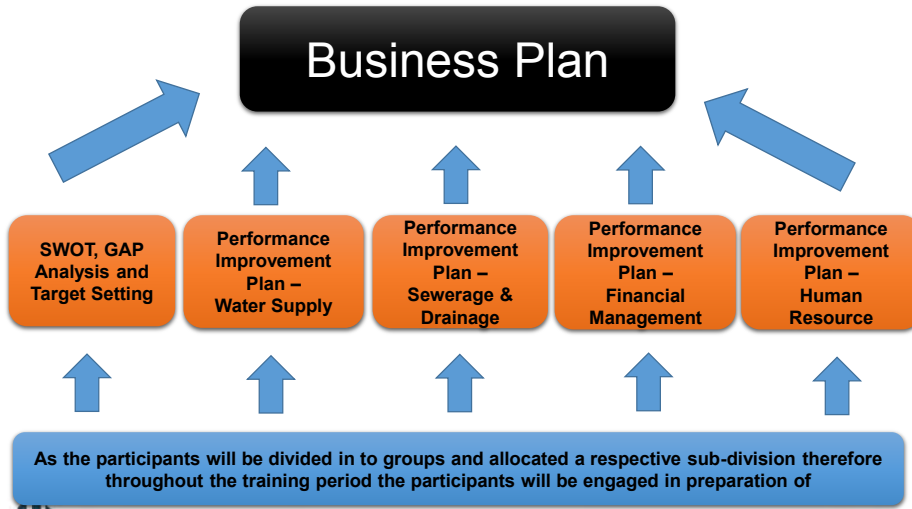 Business Plan
SWOT, GAP
Analysis and
Target Setting
Performance
Improvement
Plan –
Water Supply
Performance
Improvement
Plan –
Sewerage &
Drainage
Performance
Improvement
Plan –
Financial
Management
Performance
Improvement
Plan –
Human
Resource
As the participants will be divided in to groups and allocated a respective sub-division therefore
throughout the training period the participants will be engaged in preparation of